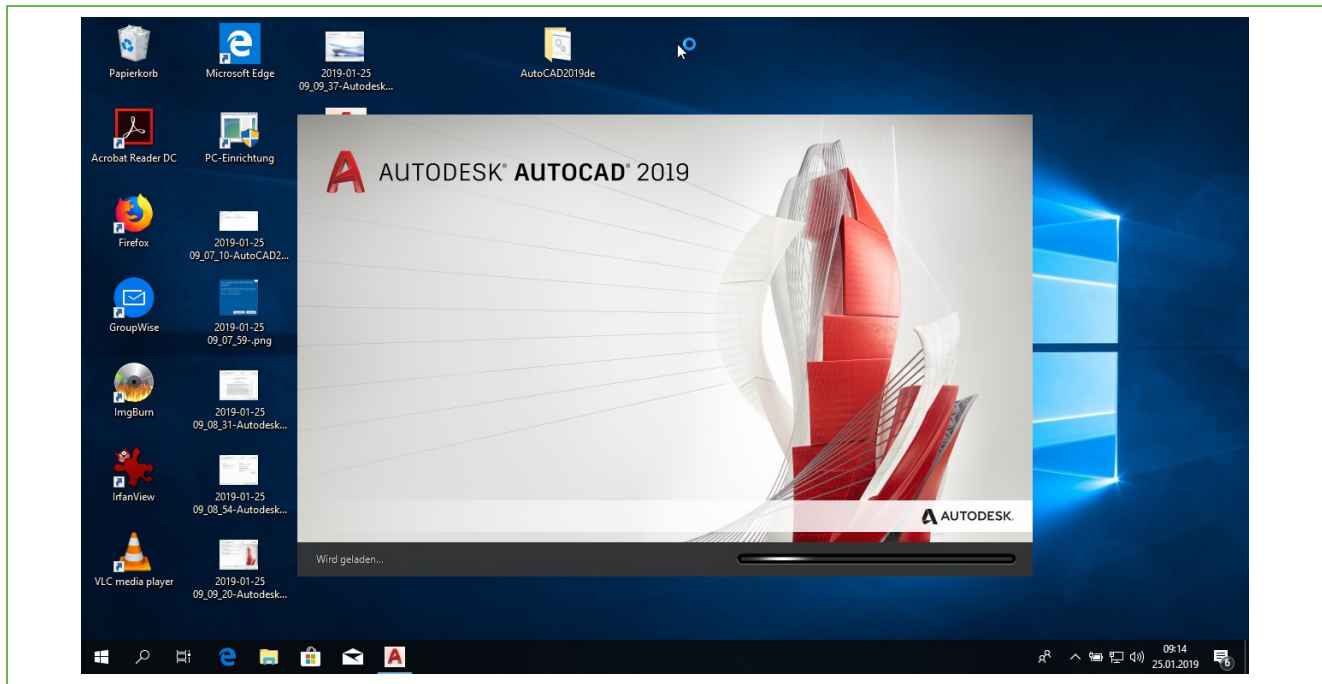 Papierkorb
Microsoft Edge
2019-01-25
09_09_37-Autodesk...
AutoCAD2019de
Acrobat Reader DC
PC-Einrichtung
AUTODESK® AUTOCAD® 2019
Firefox
2019-01-25
09_07_10-AutoCAD2...
GroupWise
2019-01-25
09_07_59-.png
ImgBurn
2019-01-25
09_08_31-Autodesk...
IrfanView
2019-01-25
09_08_54-Autodesk...
AUTODESK.
Wird geladen...
VLC media player
2019-01-25
09_09_20-Autodesk...
09:14
25.01.2019
6